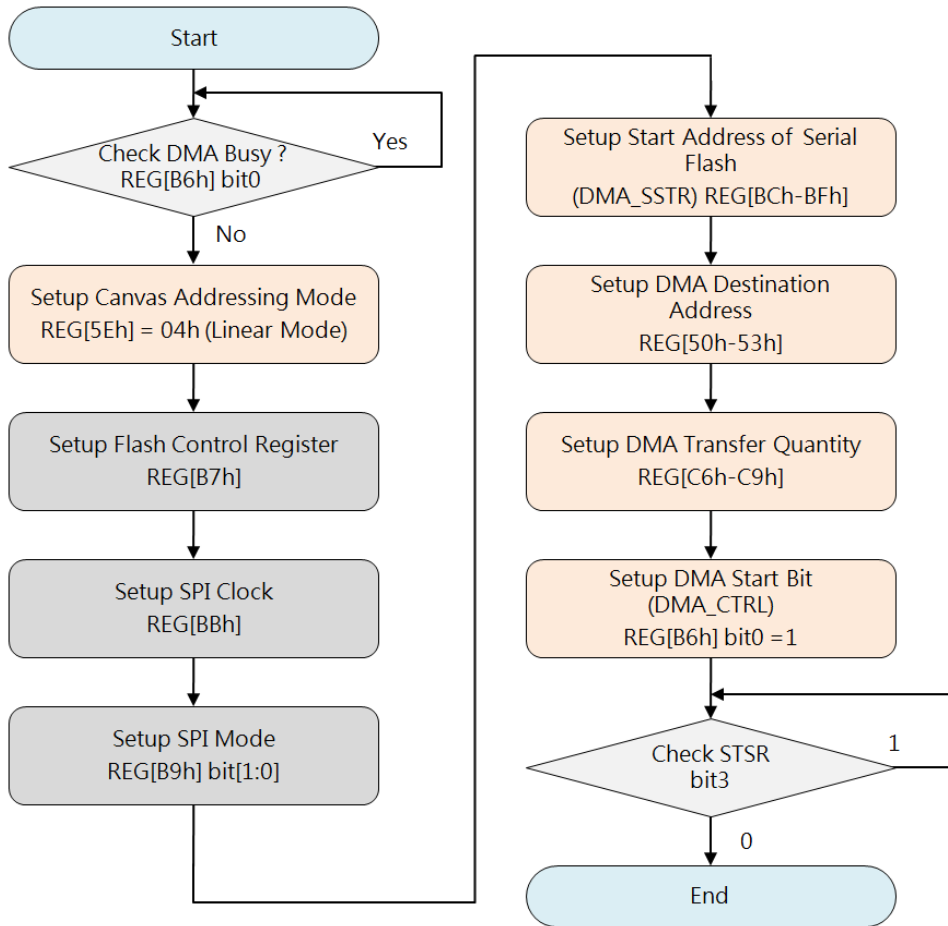 Start
Check DMA Busy ?
REG[B6h] bit0
Yes
No
Setup Canvas Addressing Mode
REG[5Eh] = 04h (Linear Mode)
Setup Flash Control Register
REG[B7h]
Setup SPI Clock
REG[BBh]
Setup SPI Mode
REG[B9h] bit[1:0]
Setup Start Address of Serial
Flash
(DMA_SSTR) REG[BCh-BFh]
Setup DMA Destination
Address
REG[50h-53h]
Setup DMA Transfer Quantity
REG[C6h-C9h]
Setup DMA Start Bit
(DMA_CTRL)
REG[B6h] bit0 =1
Check STSR
bit3
1
0
End